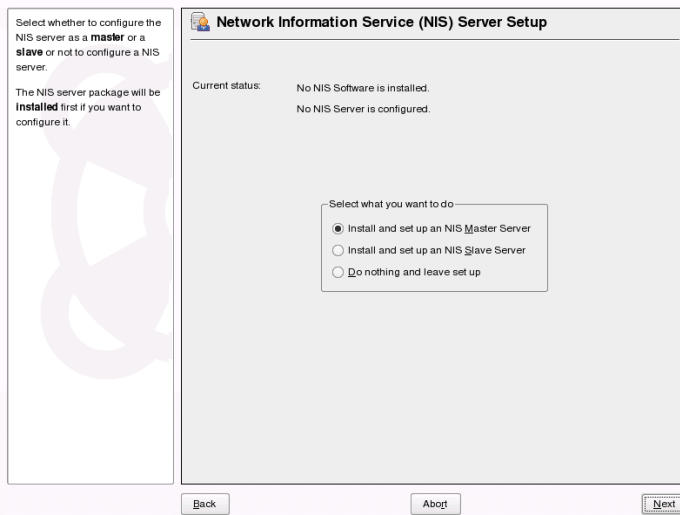 Select whether to configure the
NIS server as a master or a
slave or not to configure a NIS
server.
The NIS server package will be
installed first if you want to
configure it.
Network Information Service (NIS) Server Setup
Current status:
No NIS Software is installed.
No NIS Server is configured.
Select what you want to do
Install and set up an NIS Master Server
Install and set up an NIS Slave Server
Do nothing and leave set up
Back
Abort
Next